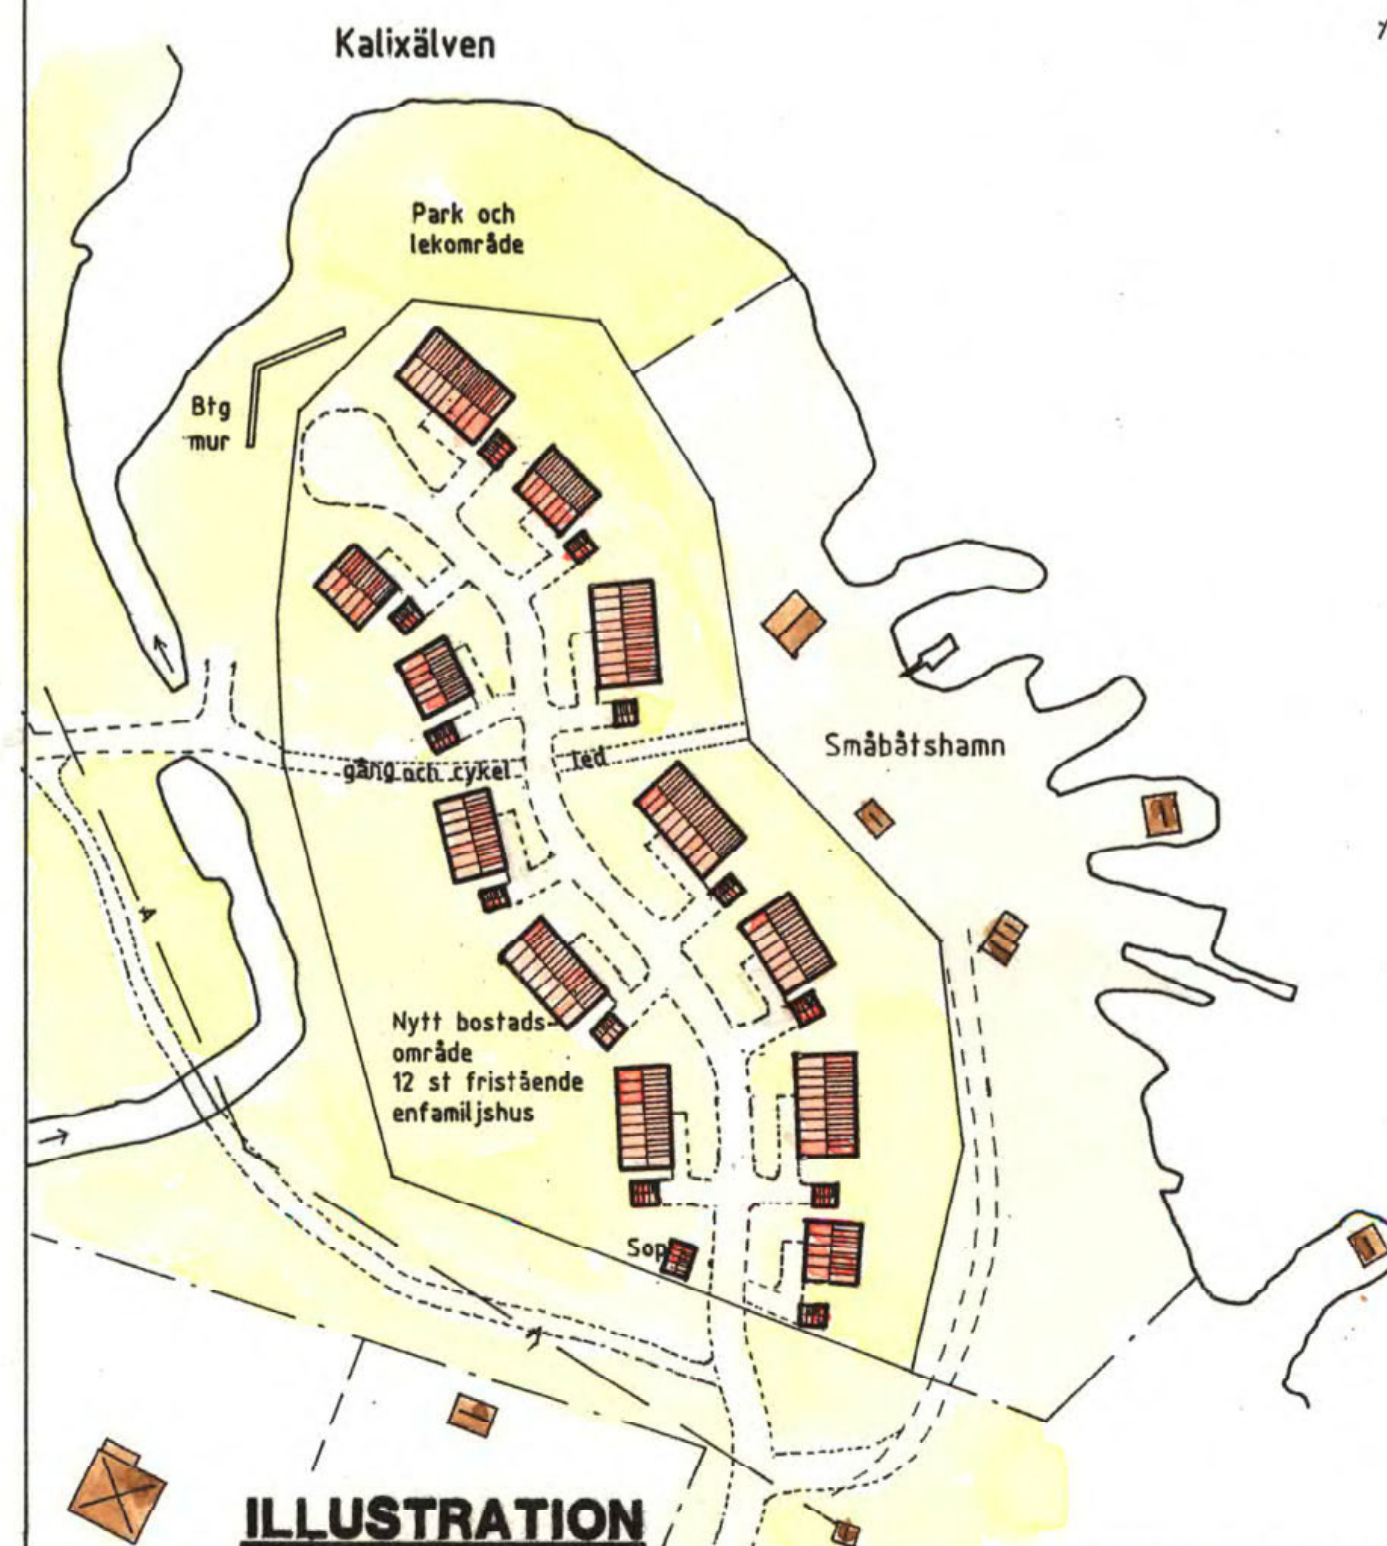 Kalixälven
Park och
lekområde
Btg
mur
gång och cykel led
Småbåtshamn
Nytt bostads-
område
12 st fristående
enfamiljshus
Sop
ILLUSTRATION